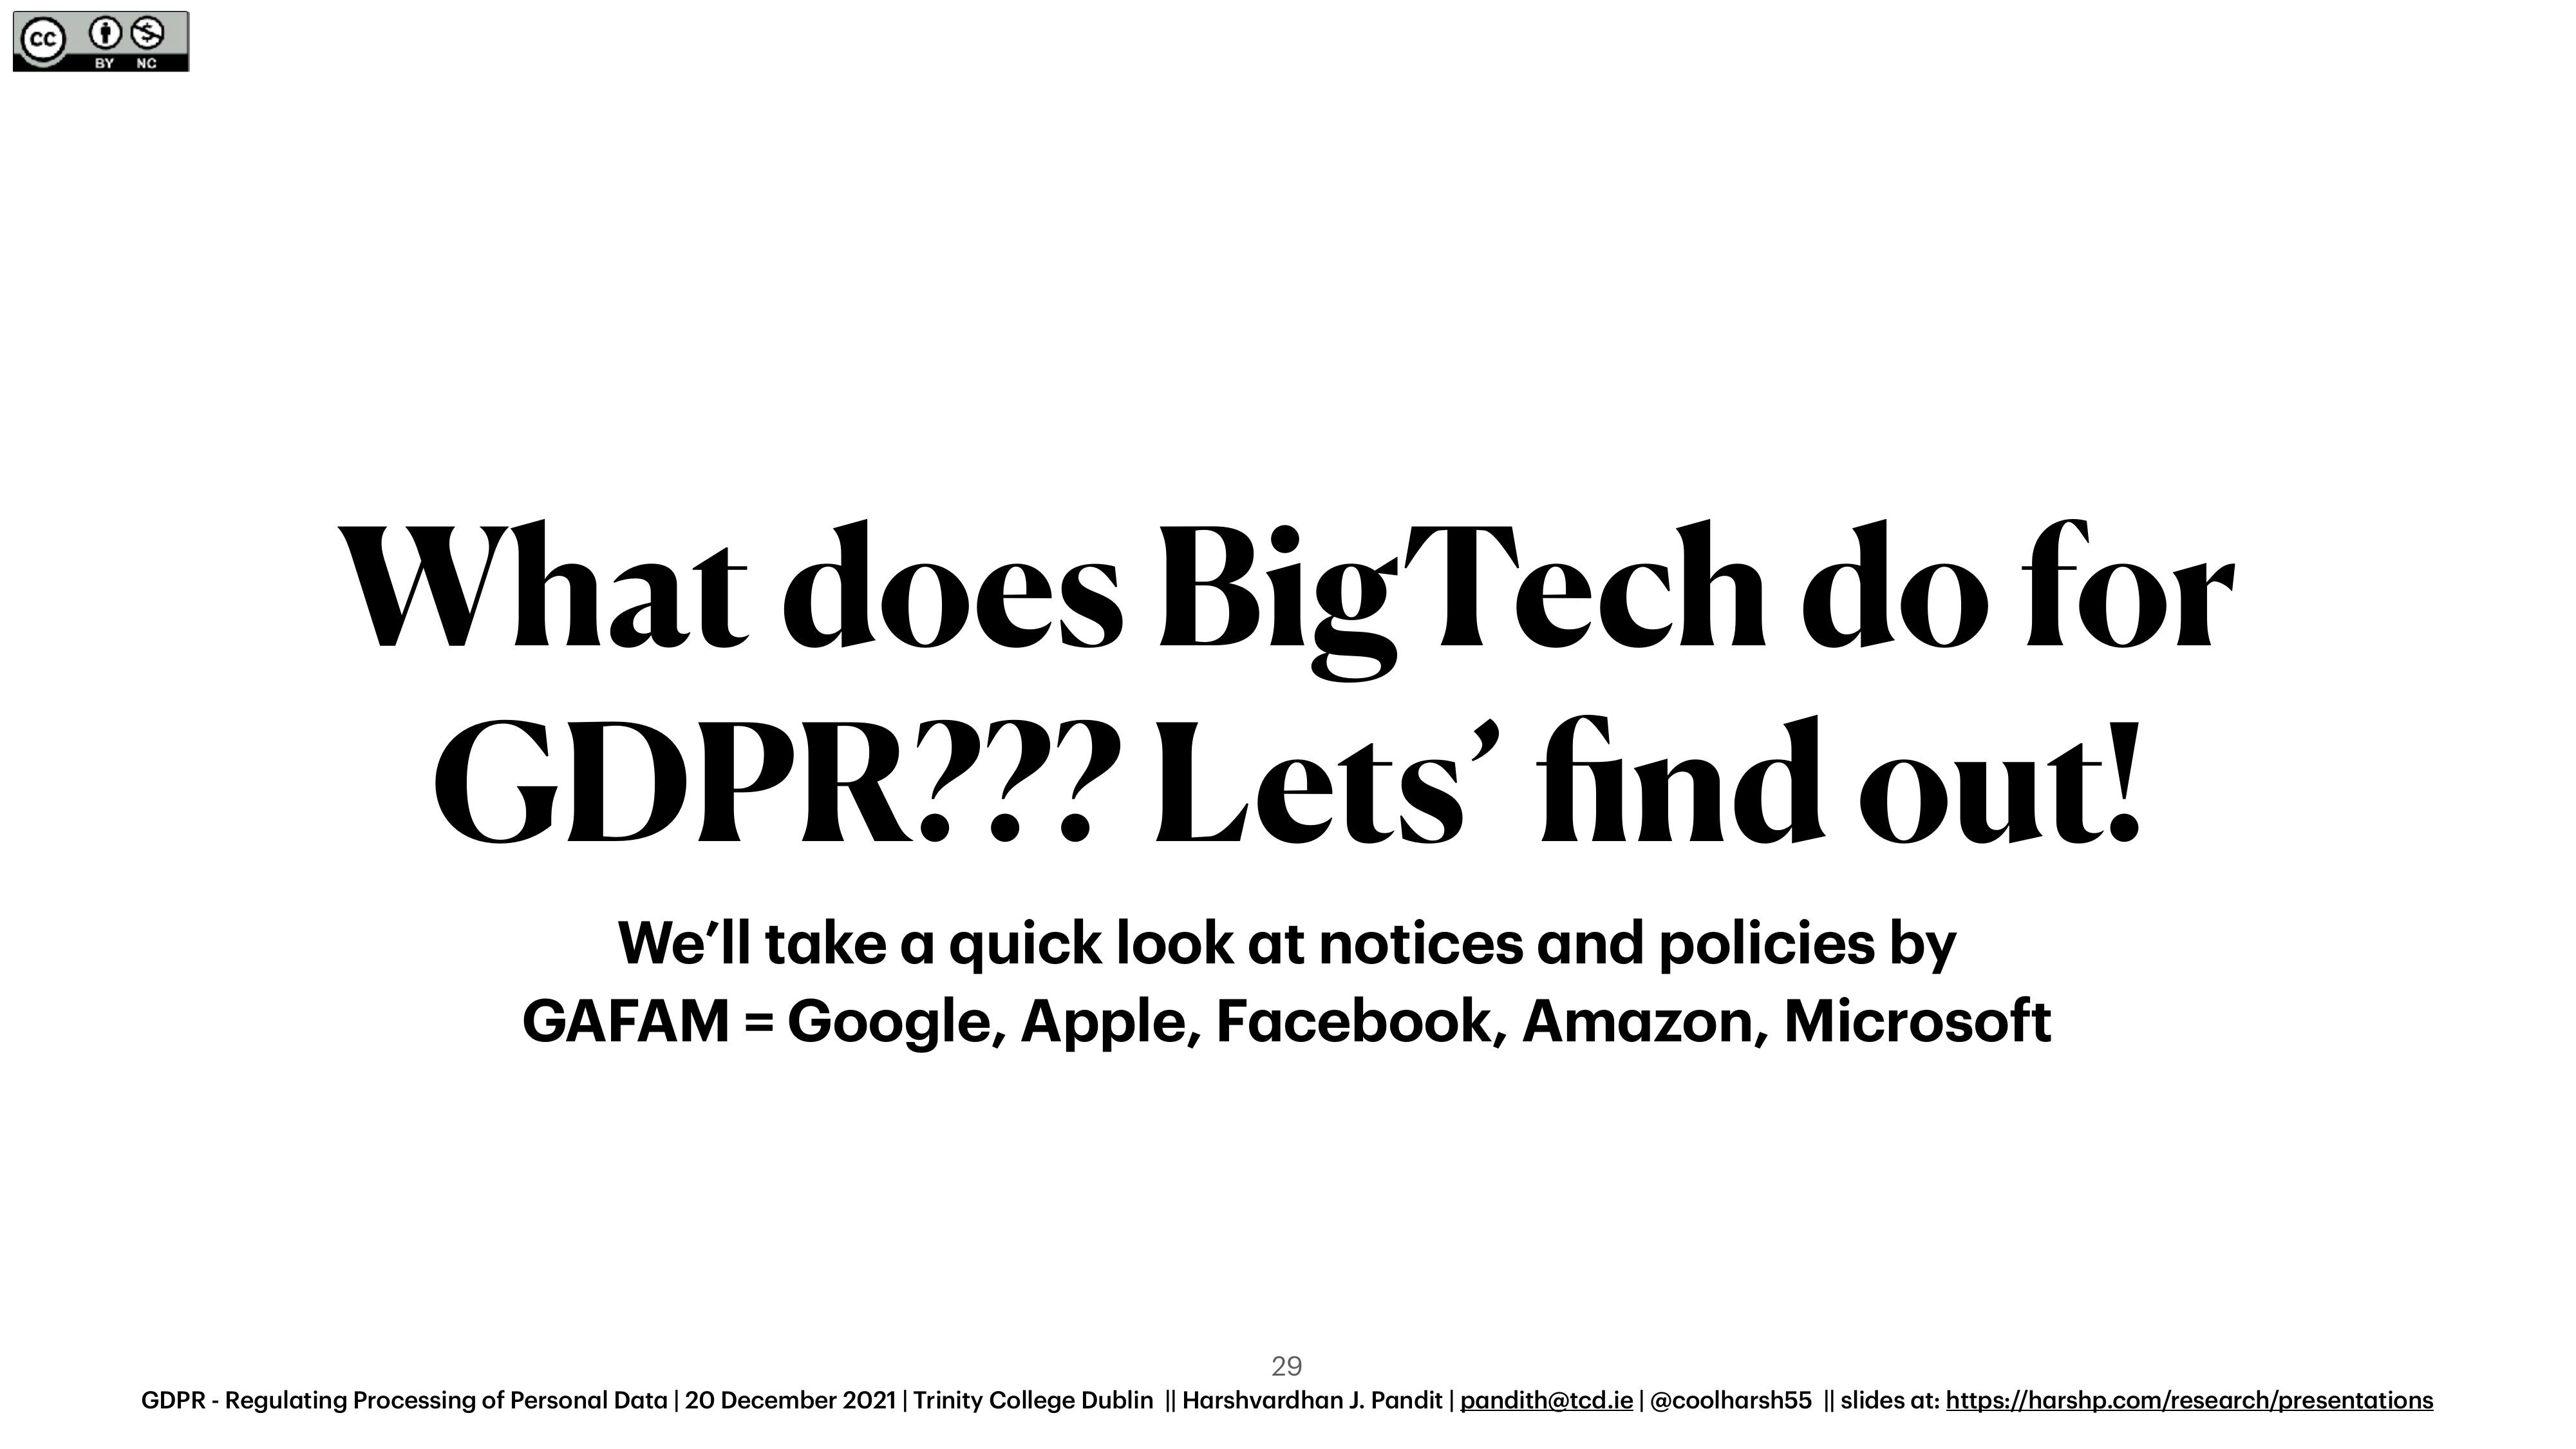 CC BY NC
What does BigTech do for
GDPR??? Lets’ find out!
We’ll take a quick look at notices and policies by
GAFAM = Google, Apple, Facebook, Amazon, Microsoft
29
GDPR - Regulating Processing of Personal Data | 20 December 2021 | Trinity College Dublin || Harshvardhan J. Pandit | pandith@tcd.ie | @coolharsh55 || slides at: https://harshp.com/research/presentations